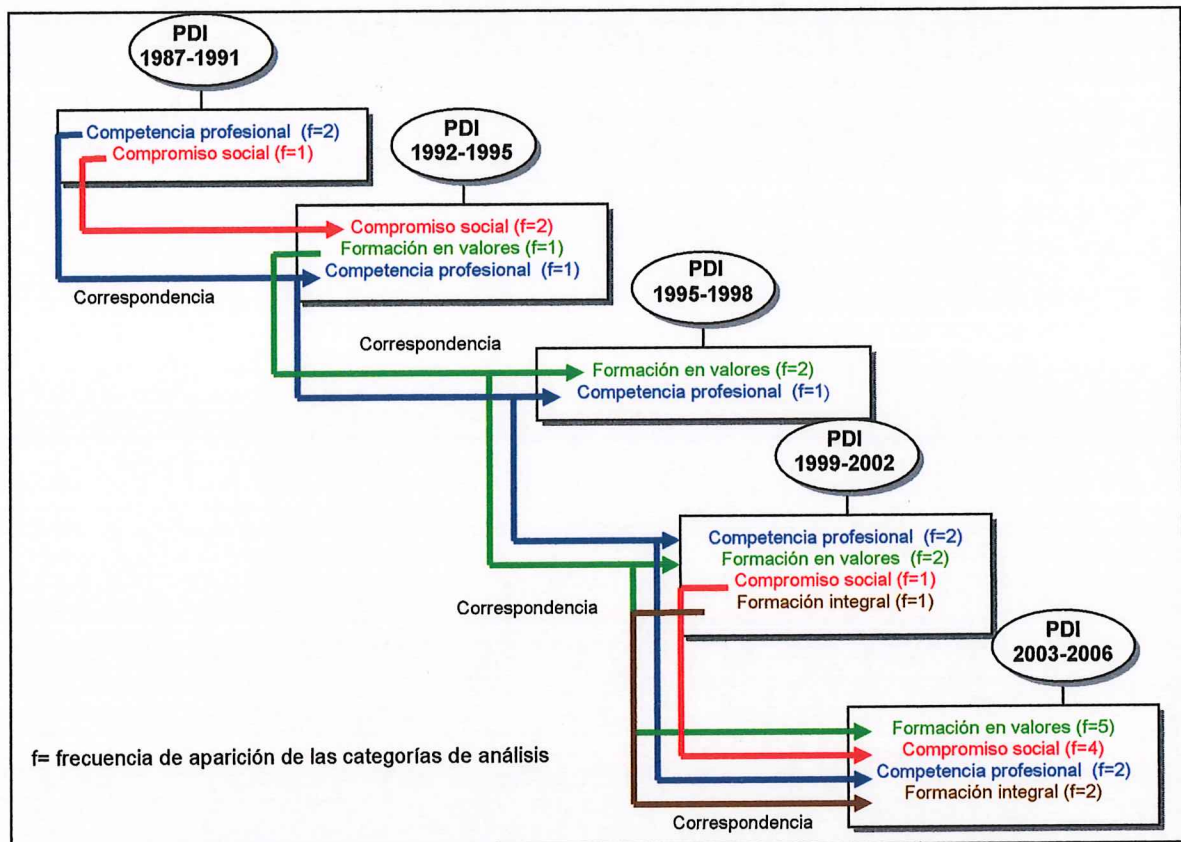 PDI
1987-1991
Competencia profesional (f=2)
Compromiso social (f=1)
PDI
1992-1995
Compromiso social (f=2)
Formación en valores (f=1)
Competencia profesional (f=1)
Correspondencia
PDI
1995-1998
Correspondencia
Formación en valores (f=2)
Competencia profesional (f=1)
PDI
1999-2002
Competencia profesional (f=2)
Formación en valores (f=2)
Compromiso social (f=1)
Formación integral (f=1)
Correspondencia
PDI
2003-2006
Formación en valores (f=5)
Compromiso social (f=4)
Competencia profesional (f=2)
Formación integral (f=2)
f= frecuencia de aparición de las categorías de análisis
Correspondencia